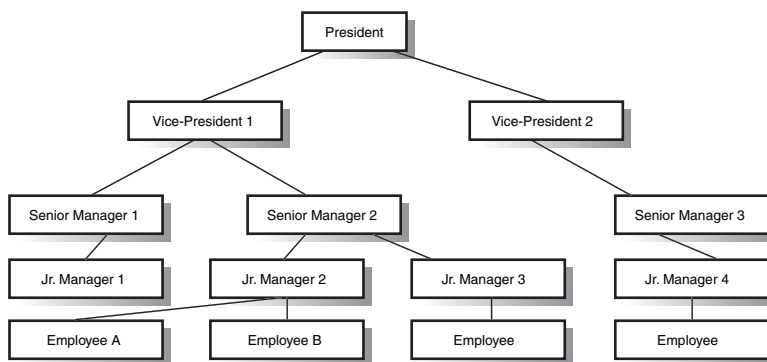 President
Vice-President 1
Vice-President 2
Senior Manager 1
Senior Manager 2
Senior Manager 3
Jr. Manager 1
Jr. Manager 2
Jr. Manager 3
Jr. Manager 4
Employee A
Employee B
Employee
Employee